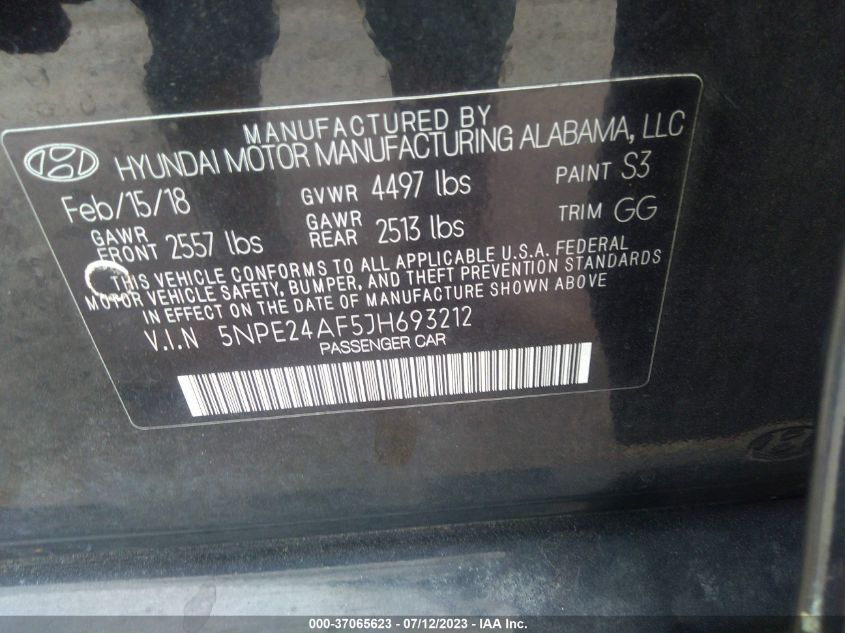 MANUFACTURED BY
HYUNDAI MOTOR MANUFACTURING ALABAMA, LLC
Feb/15/18 GVWR 4497 lbs PAINT S3
GAWR FRONT 2557 lbs GAWR REAR 2513 lbs TRIM GG
THIS VEHICLE CONFORMS TO ALL APPLICABLE U.S.A. FEDERAL
MOTOR VEHICLE SAFETY, BUMPER, AND THEFT PREVENTION STANDARDS
IN EFFECT ON THE DATE OF MANUFACTURE SHOWN ABOVE
V.I.N 5NPE24AF5JH693212
PASSENGER CAR
000-37065623 - 07/12/2023 - IAA Inc.